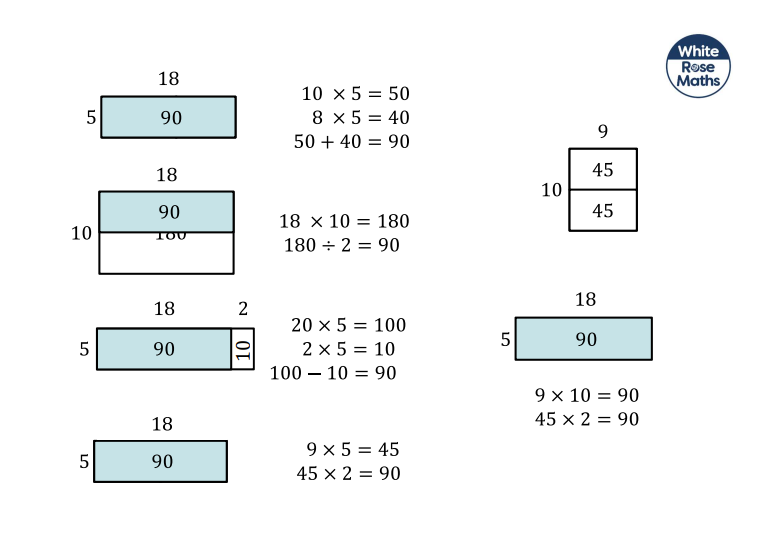 White
Rose
Maths
18
5
90
10 × 5 = 50
8 × 5 = 40
50 + 40 = 90
18
10
90
180
18 × 10 = 180
180 ÷ 2 = 90
18
2
5
90
10
20 × 5 = 100
2 × 5 = 10
100 − 10 = 90
18
5
90
9 × 5 = 45
45 × 2 = 90
9
10
45
45
18
5
90
9 × 10 = 90
45 × 2 = 90